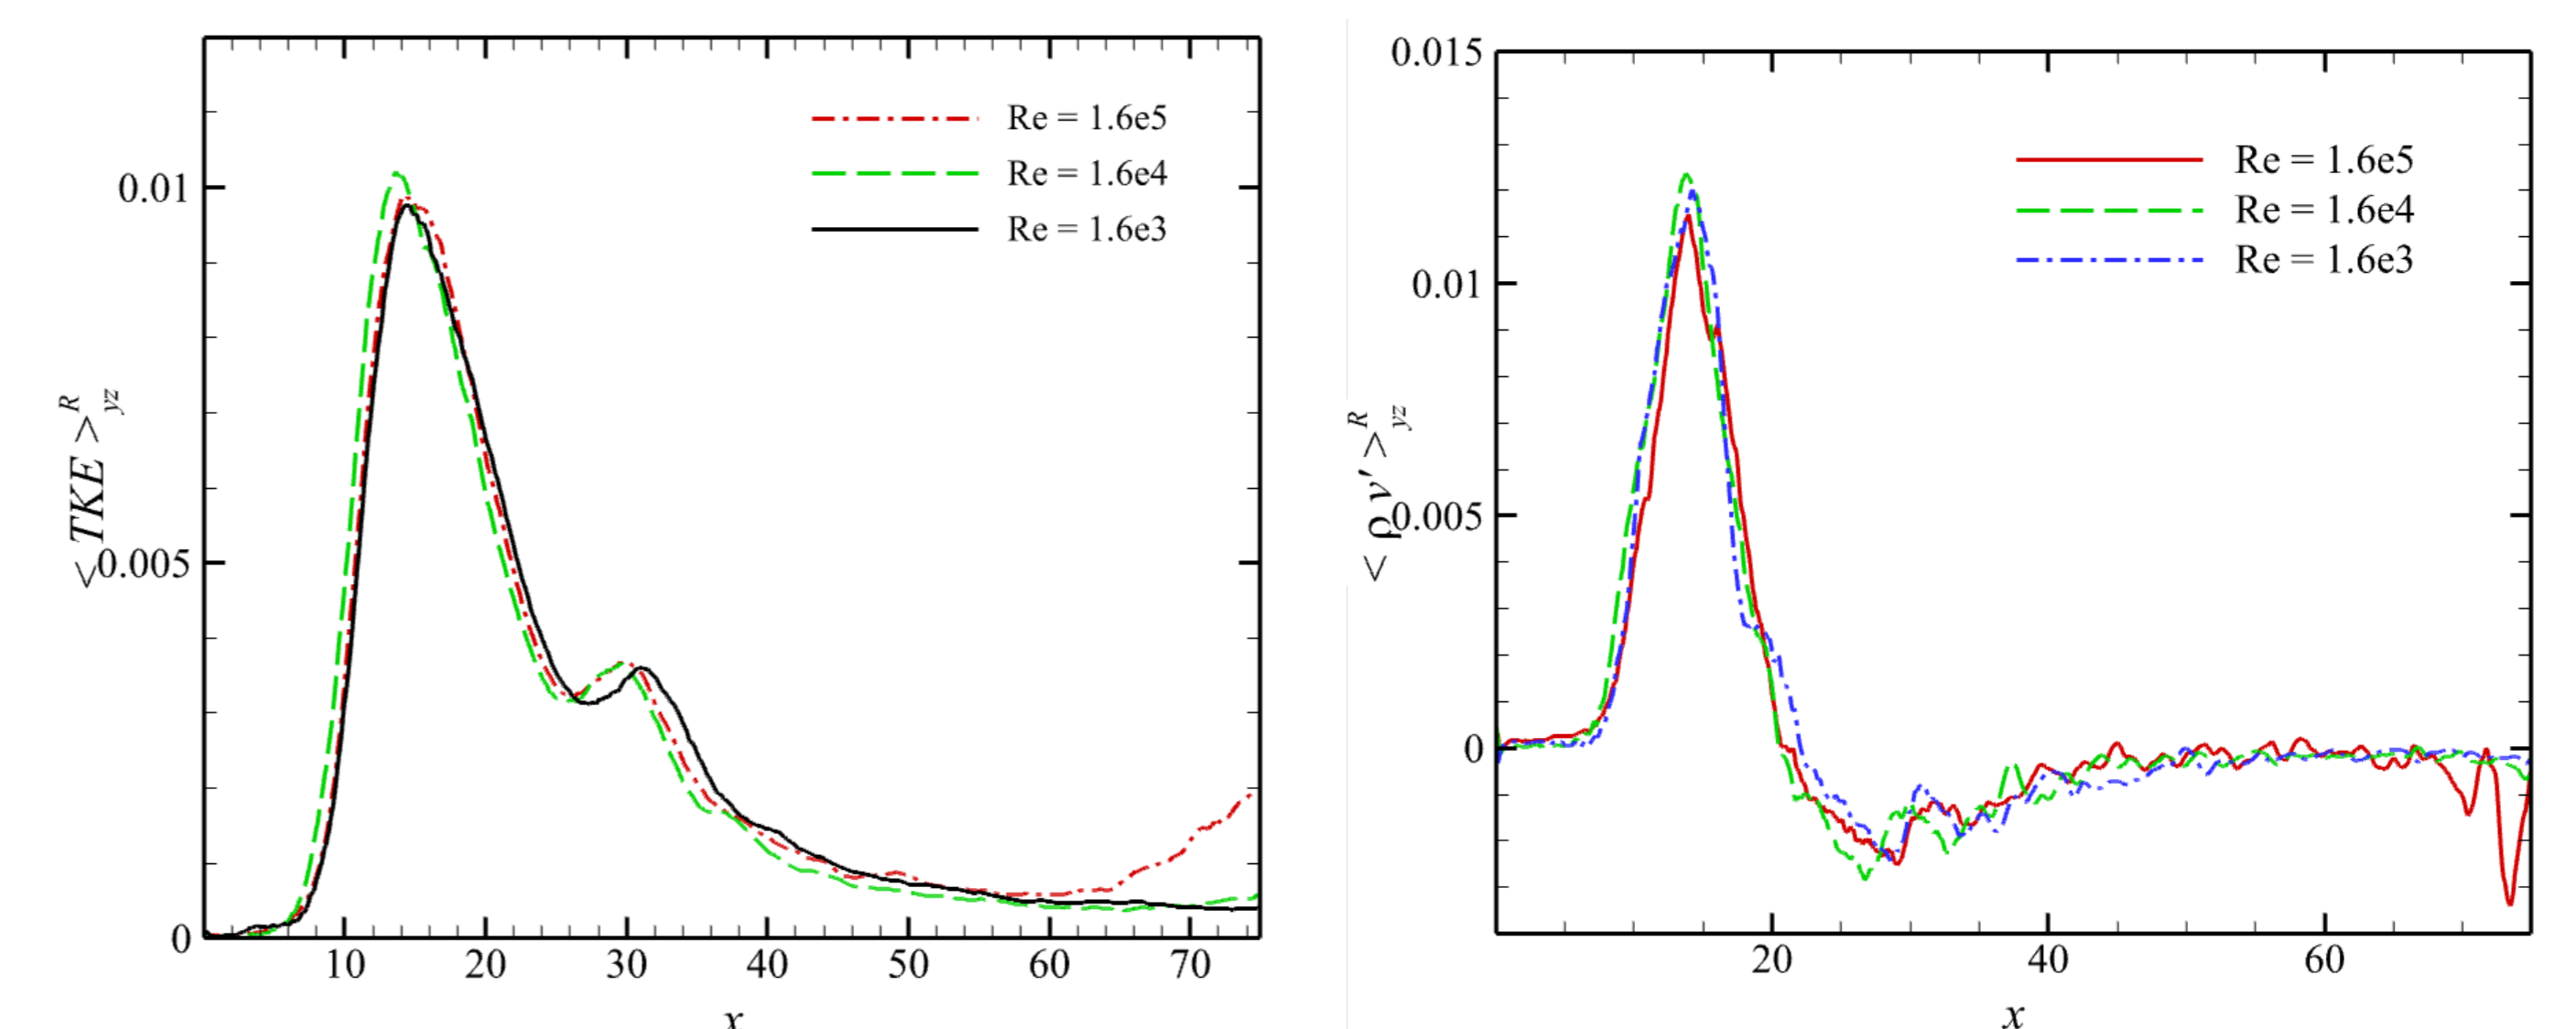 Re = 1.6e5
Re = 1.6e4
Re = 1.6e3
0.01
0.005
0
<TKE>^R_yz
10 20 30 40 50 60 70
x
0.015
0.01
0.005
0
Re = 1.6e5
Re = 1.6e4
Re = 1.6e3
<ρv′>^R_yz
20 40 60
x